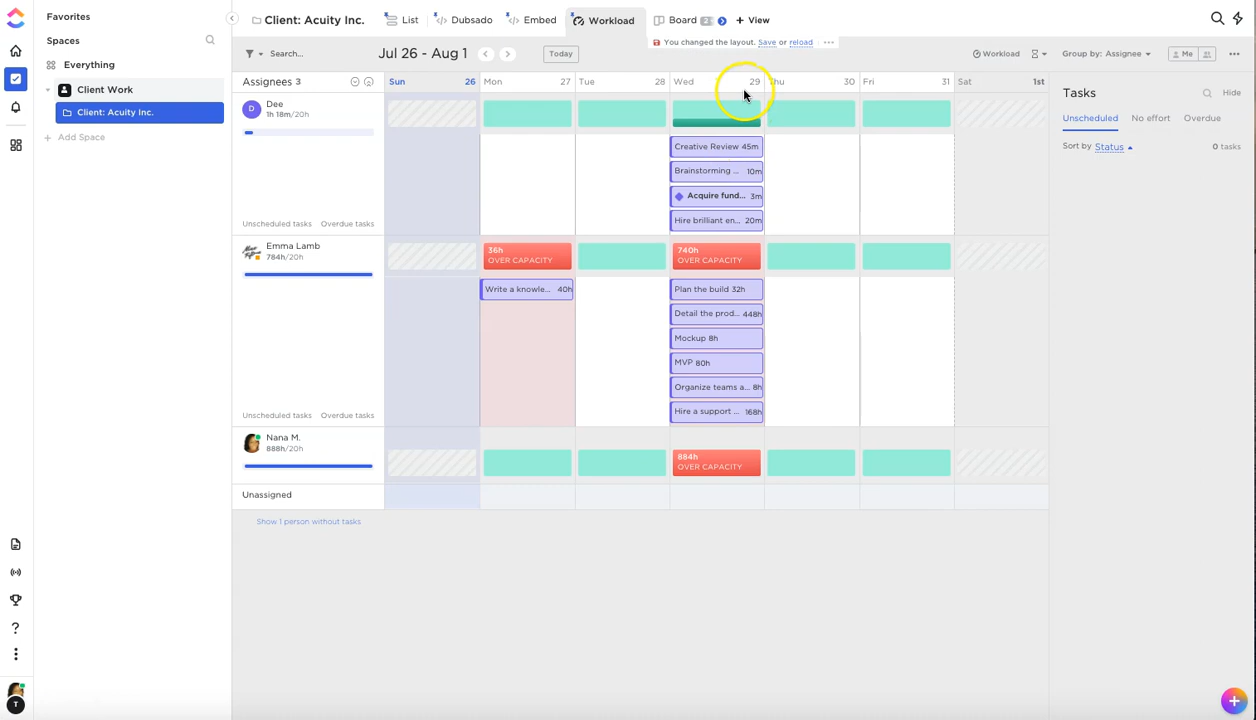 Favorites
Spaces
Everything
Client Work
Client: Acuity Inc.
Add Space
Client: Acuity Inc.
List
Dubsado
Embed
Workload
Board 2
+ View
You changed the layout. Save or reload ...
Search...
Jul 26 - Aug 1
Today
Workload
Group by: Assignee
Me
Assignees 3
Sun 26
Mon 27
Tue 28
Wed 29
Thu 30
Fri 31
Sat 1st
D
Dee
1h 18m/20h
Creative Review 45m
Brainstorming ... 10m
Acquire fund... 3m
Hire brilliant en... 20m
Unscheduled tasks Overdue tasks
Emma Lamb
784h/20h
36h
OVER CAPACITY
740h
OVER CAPACITY
Write a knowle... 40h
Plan the build 32h
Detail the prod... 448h
Mockup 8h
MVP 80h
Organize teams a... 8h
Hire a support ... 168h
Unscheduled tasks Overdue tasks
Nana M.
888h/20h
884h
OVER CAPACITY
Unassigned
Show 1 person without tasks
Tasks
Hide
Unscheduled No effort Overdue
Sort by Status 0 tasks
T